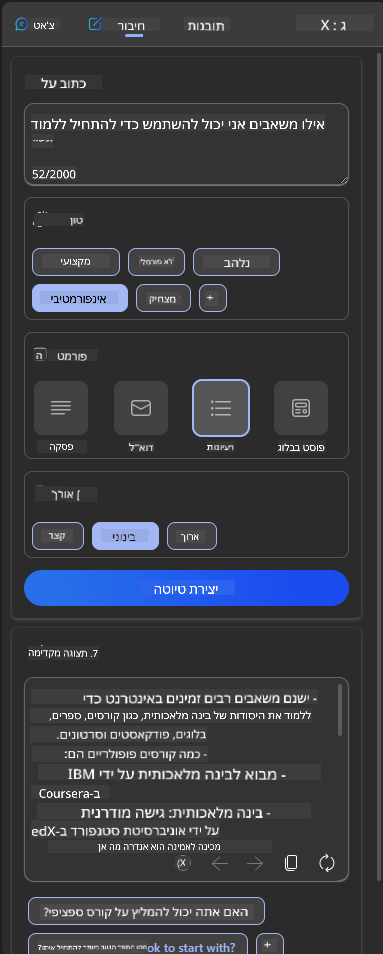 צ'אט
חיבור
תובנות
ג : X
כתוב על
אילו משאבים אני יכול להשתמש כדי להתחיל ללמוד
52/2000
טון
מקצועי
לא פורמלי
נלהב
אינפורמטיבי
מצחיק
+
פורמט
פסקה
דוא"ל
רעיונות
פוסט בבלוג
אורך
קצר
בינוני
ארוך
יצירת טיוטה
7. תצוגה מקדימה
- ישנם משאבים רבים זמינים באינטרנט כדי
ללמוד את היסודות של בינה מלאכותית, כגון קורסים, ספרים,
בלוגים, פודקאסטים וסרטונים.
- כמה קורסים פופולריים הם:
- מבוא לבינה מלאכותית על ידי IBM
ב-Coursera
- בינה מלאכותית: גישה מודרנית
על ידי אוניברסיטת סטנפורד ב-edX
מכינה לאמינה הוא אנדרה מה אן
האם אתה יכול להמליץ על קורס ספציפי?
ok to start with?
+